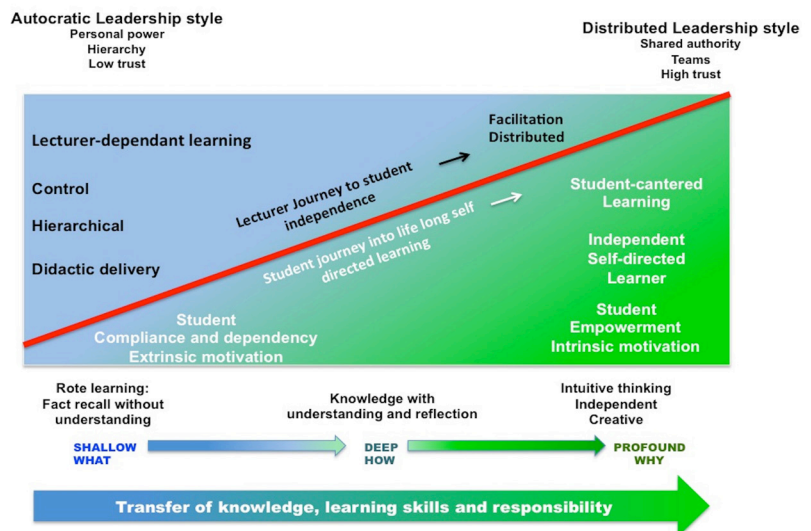 Autocratic Leadership style
Personal power
Hierarchy
Low trust
Distributed Leadership style
Shared authority
Teams
High trust
Lecturer-dependant learning
Control
Hierarchical
Didactic delivery
Lecturer Journey to student
independence
Facilitation
Distributed
Student journey into life long self
directed learning
Student-cantered
Learning
Independent
Self-directed
Learner
Student
Empowerment
Intrinsic motivation
Student
Compliance and dependency
Extrinsic motivation
Rote learning:
Fact recall without
understanding
Knowledge with
understanding and reflection
Intuitive thinking
Independent
Creative
SHALLOW
WHAT
DEEP
HOW
PROFOUND
WHY
Transfer of knowledge, learning skills and responsibility